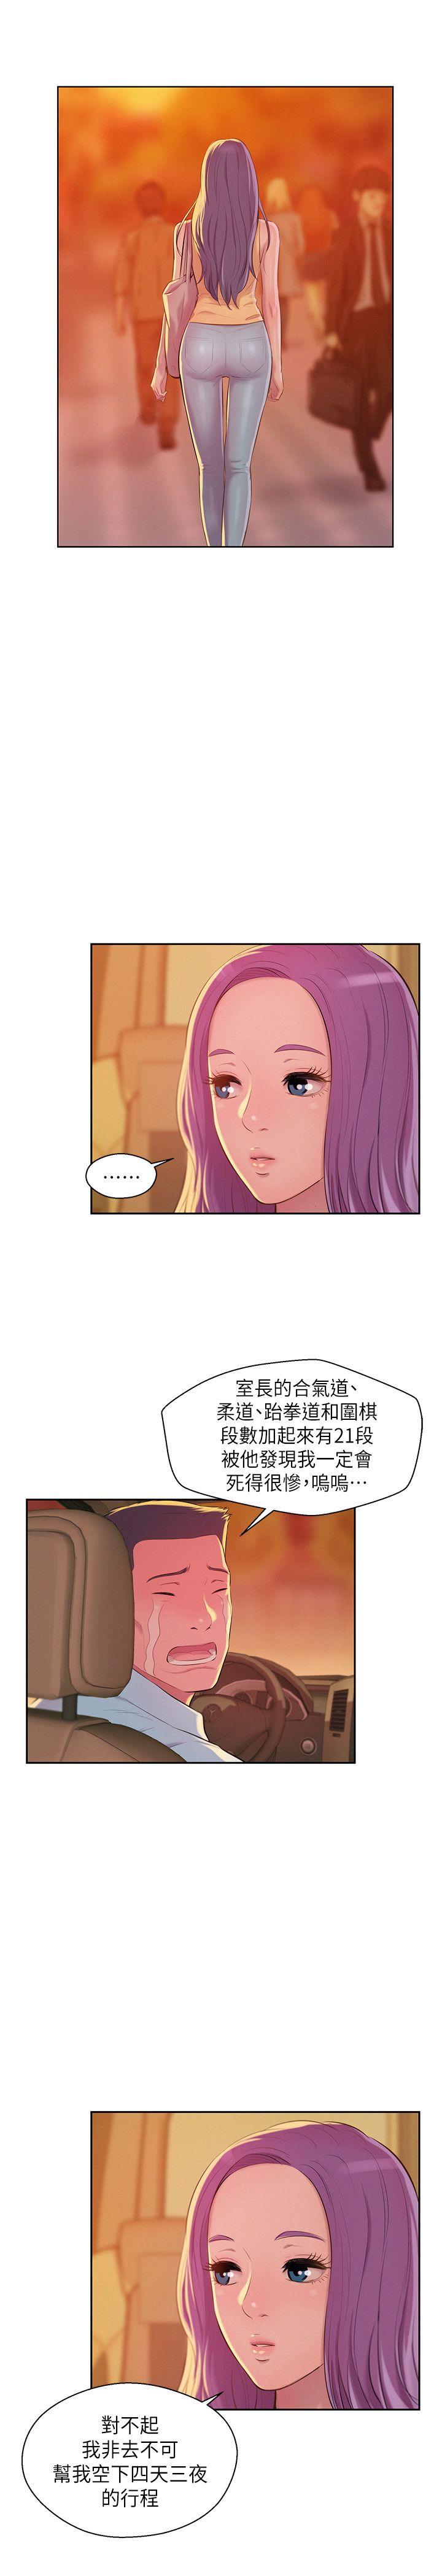 ……
室長的合氣道、
柔道、跆拳道和圍棋
段數加起來有21段
被他發現我一定會
死得很慘，嗚嗚…
對不起
我非去不可
幫我空下四天三夜
的行程